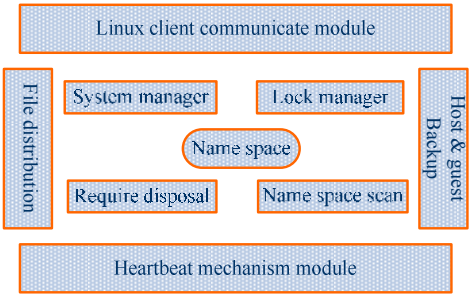 Linux client communicate module
File distribution
System manager
Lock manager
Name space
Require disposal
Name space scan
Host & guest
Backup
Heartbeat mechanism module